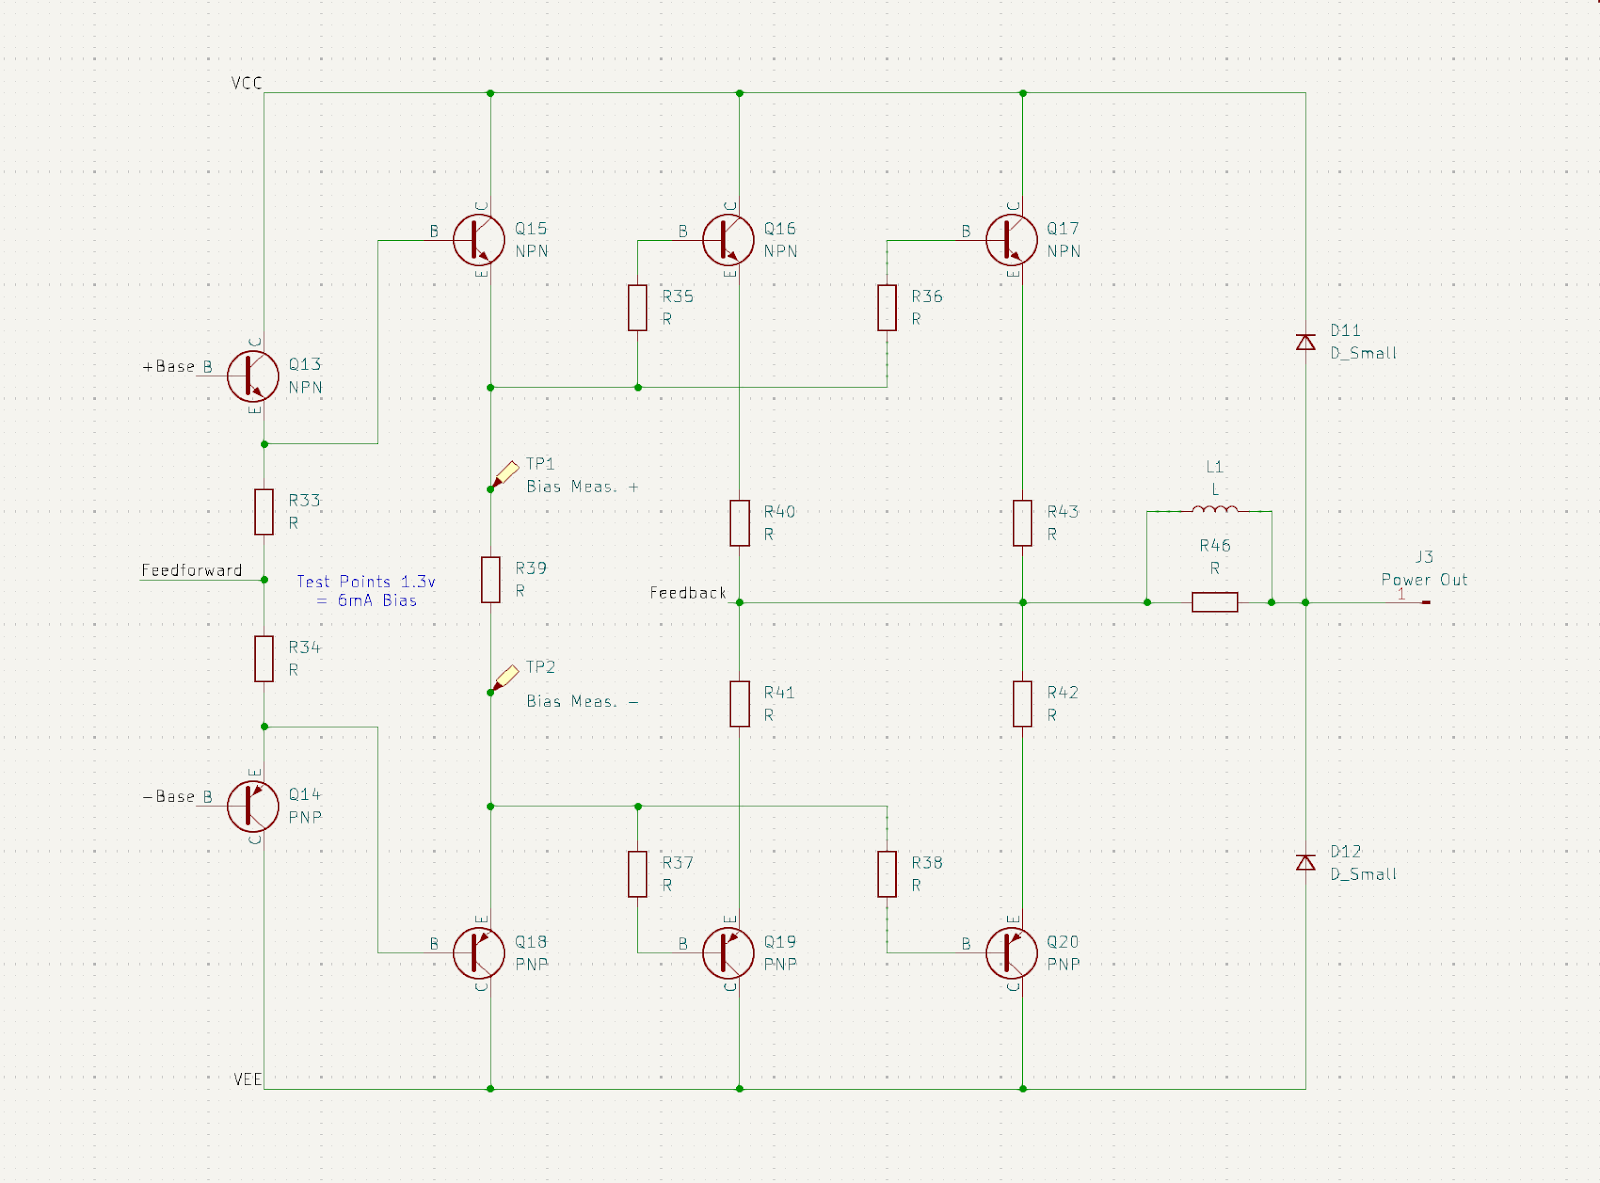 VCC
C
B
E
Q15
NPN
C
B
E
Q16
NPN
C
B
E
Q17
NPN
R35
R
R36
R
D11
D_Small
+Base
B
C
E
Q13
NPN
TP1
Bias Meas. +
L1
L
R33
R
R40
R
R43
R
R46
R
J3
Power Out
1
Feedforward
Test Points 1.3v
= 6mA Bias
R39
R
Feedback
R34
R
TP2
Bias Meas. -
R41
R
R42
R
-Base
B
E
C
Q14
PNP
R37
R
R38
R
D12
D_Small
E
B
C
Q18
PNP
E
B
C
Q19
PNP
E
B
C
Q20
PNP
VEE